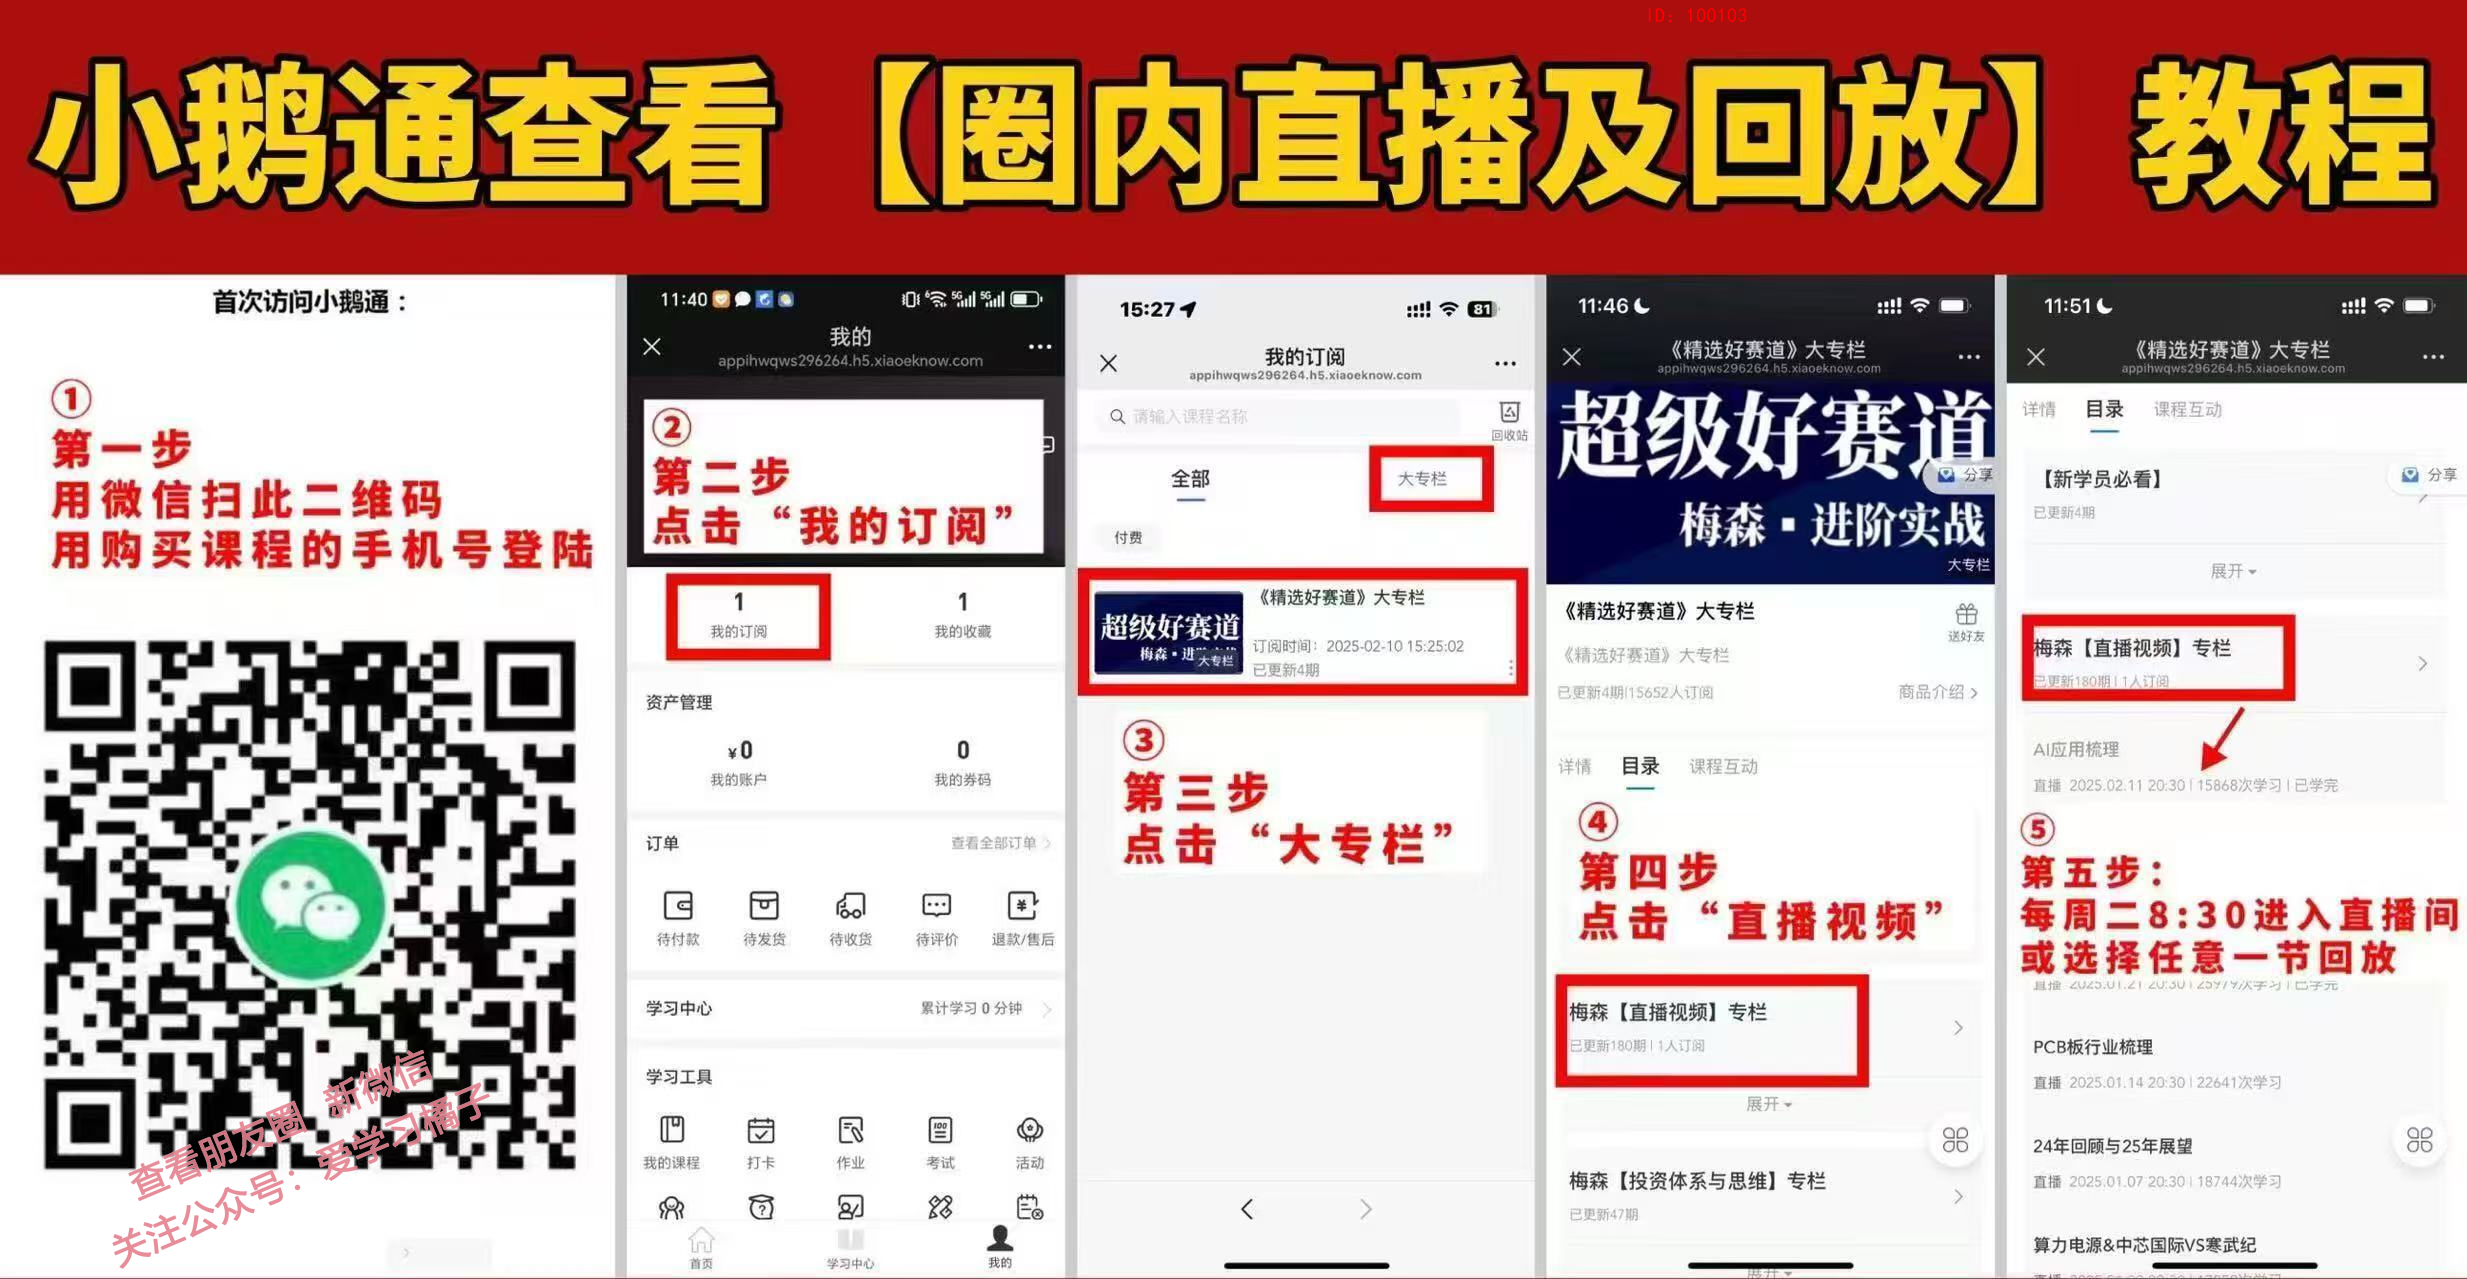 ID：100103
小鹅通查看【圈内直播及回放】教程
首次访问小鹅通：
①
第一步
用微信扫此二维码
用购买课程的手机号登陆
查看朋友圈 新微信
关注公众号：爱学习橘子
11:40
我的
appihwqws296264.h5.xiaoeknow.com
②
第二步
点击“我的订阅”
1
我的订阅
1
我的收藏
资产管理
¥0
我的账户
0
我的券码
订单
查看全部订单
待付款
待发货
待收货
待评价
退款/售后
学习中心
累计学习 0 分钟
学习工具
我的课程
打卡
作业
考试
活动
首页
学习中心
我的
15:27
81
我的订阅
appihwqws296264.h5.xiaoeknow.com
请输入课程名称
回收站
全部
大专栏
付费
超级好赛道
梅森·进
大专栏
《精选好赛道》大专栏
订阅时间：2025-02-10 15:25:02
已更新4期
③
第三步
点击“大专栏”
11:46
《精选好赛道》大专栏
appihwqws296264.h5.xiaoeknow.com
超级好赛道
分享
梅森·进阶实战
大专栏
《精选好赛道》大专栏
送好友
《精选好赛道》大专栏
已更新4期|15652人订阅
商品介绍
详情
目录
课程互动
④
第四步
点击“直播视频”
梅森【直播视频】专栏
已更新180期 | 1人订阅
展开
梅森【投资体系与思维】专栏
已更新47期
展开
11:51
《精选好赛道》大专栏
appihwqws296264.h5.xiaoeknow.com
详情
目录
课程互动
【新学员必看】
分享
已更新4期
展开
梅森【直播视频】专栏
已更新180期 | 1人订阅
AI应用梳理
直播 2025.02.11 20:30 | 15868次学习 | 已学完
⑤
第五步：
每周二8:30进入直播间
或选择任意一节回放
直播 2025.01.21 20:30 | 25979次学习 | 已学完
PCB板行业梳理
直播 2025.01.14 20:30 | 22641次学习
24年回顾与25年展望
直播 2025.01.07 20:30 | 18744次学习
算力电源&中芯国际VS寒武纪